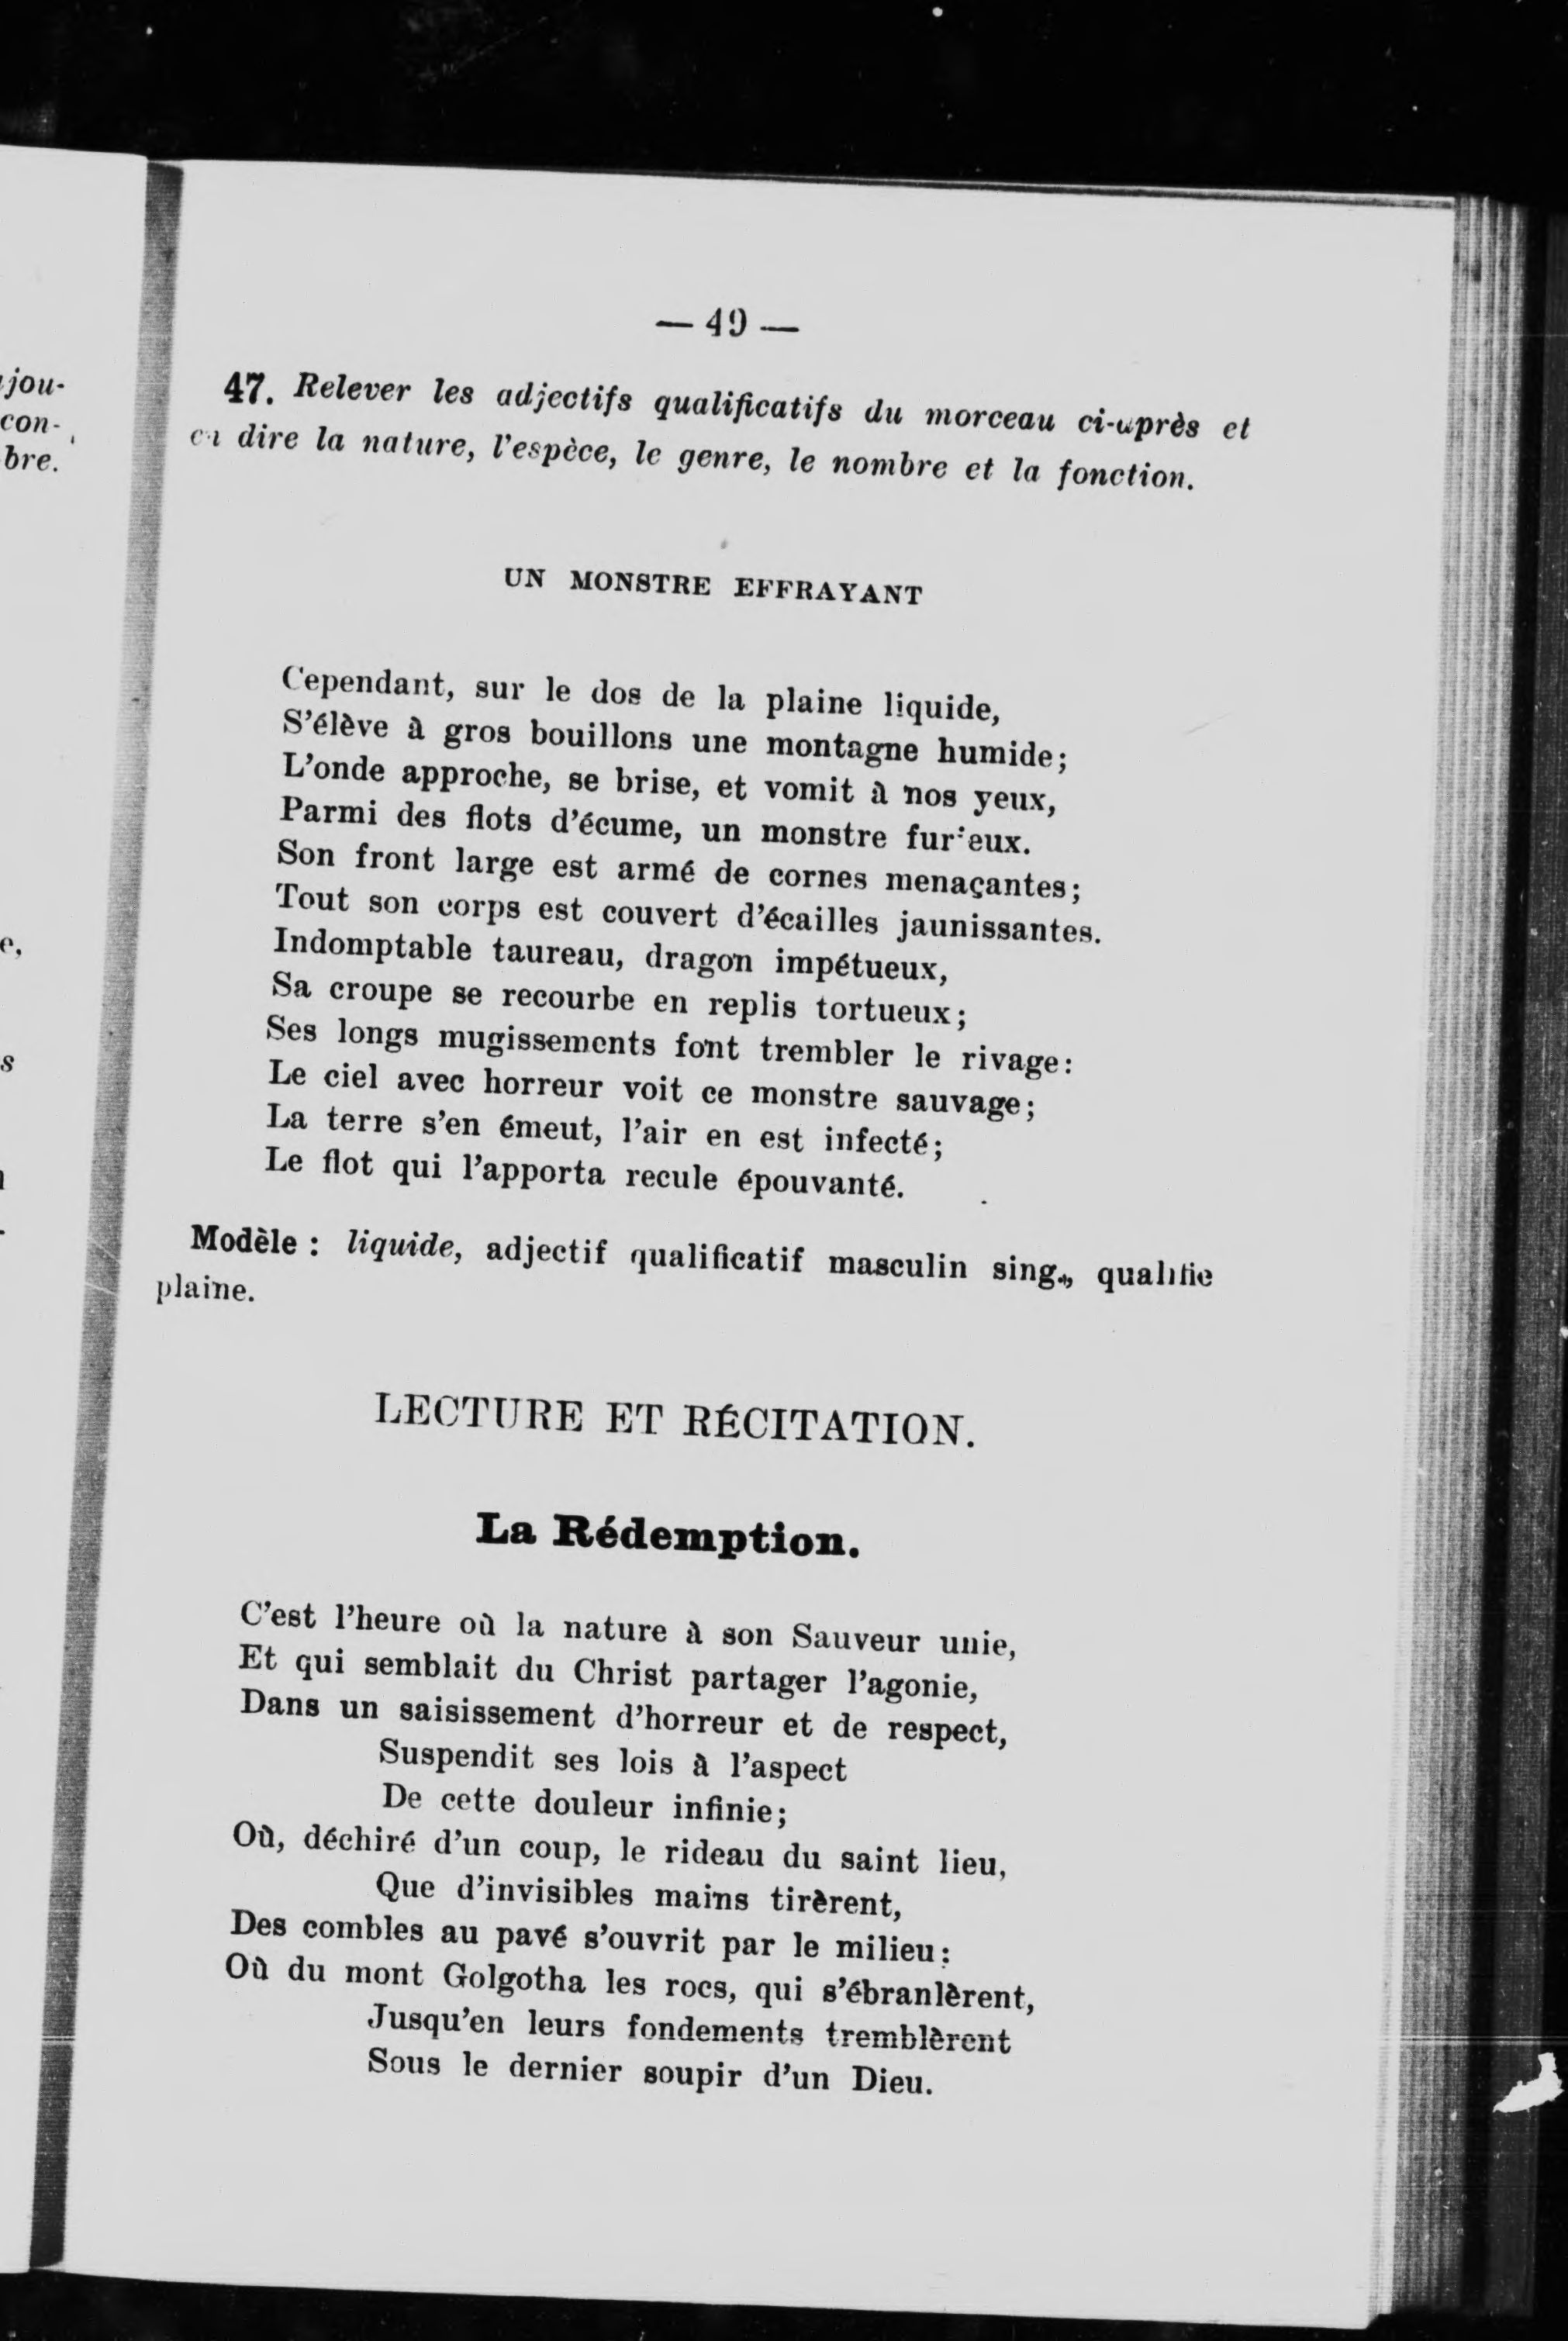 — 49 —
47. Relever les adjectifs qualificatifs du morceau ci-après et
en dire la nature, l'espèce, le genre, le nombre et la fonction.
UN MONSTRE EFFRAYANT
Cependant, sur le dos de la plaine liquide,
S'élève à gros bouillons une montagne humide;
L'onde approche, se brise, et vomit à nos yeux,
Parmi des flots d'écume, un monstre furieux.
Son front large est armé de cornes menaçantes;
Tout son corps est couvert d'écailles jaunissantes.
Indomptable taureau, dragon impétueux,
Sa croupe se recourbe en replis tortueux;
Ses longs mugissements font trembler le rivage:
Le ciel avec horreur voit ce monstre sauvage;
La terre s'en émeut, l'air en est infecté;
Le flot qui l'apporta recule épouvanté.
Modèle : liquide, adjectif qualificatif masculin sing., qualifie
plaine.
LECTURE ET RÉCITATION.
La Rédemption.
C'est l'heure où la nature à son Sauveur unie,
Et qui semblait du Christ partager l'agonie,
Dans un saisissement d'horreur et de respect,
Suspendit ses lois à l'aspect
De cette douleur infinie;
Où, déchiré d'un coup, le rideau du saint lieu,
Que d'invisibles mains tirèrent,
Des combles au pavé s'ouvrit par le milieu:
Où du mont Golgotha les rocs, qui s'ébranlèrent,
Jusqu'en leurs fondements tremblèrent
Sous le dernier soupir d'un Dieu.